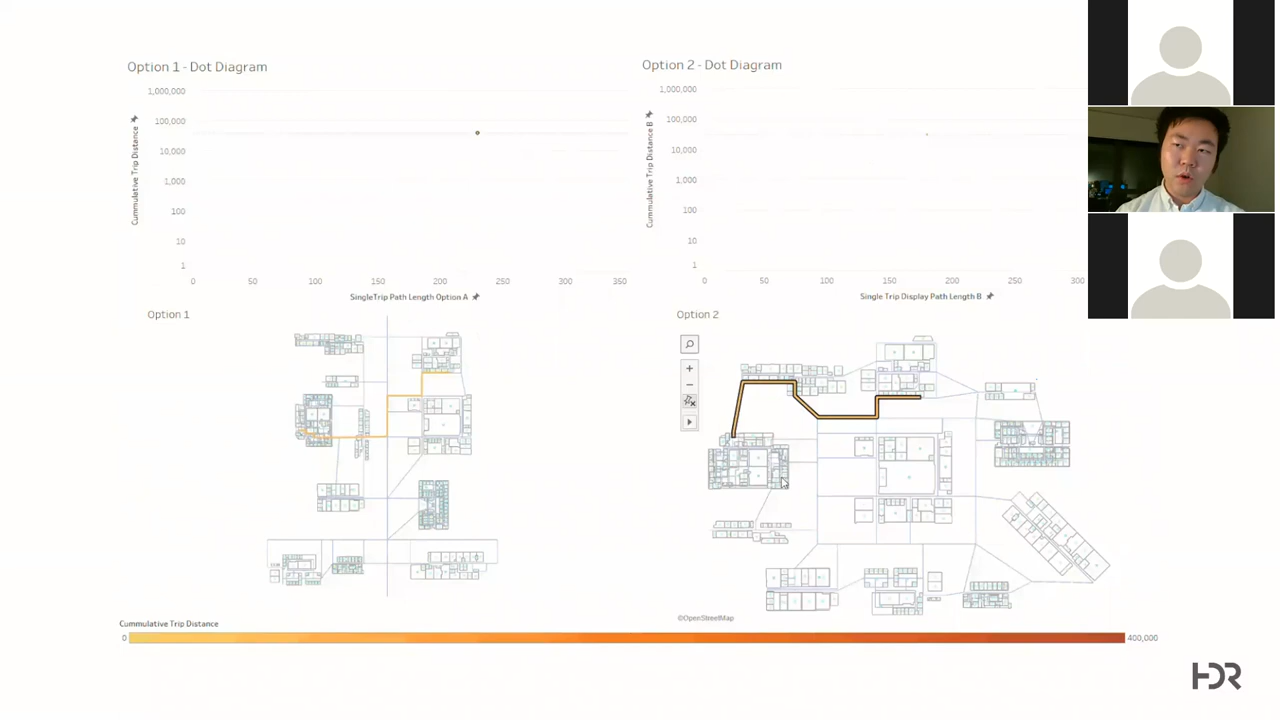 Option 1 - Dot Diagram
1,000,000
100,000
10,000
1,000
100
10
1
Cummulative Trip Distance
0 50 100 150 200 250 300 350
SingleTrip Path Length Option A
Option 2 - Dot Diagram
1,000,000
100,000
10,000
1,000
100
10
1
Cummulative Trip Distance B
0 50 100 150 200 250 300
Single Trip Display Path Length B
Option 1
Option 2
©OpenStreetMap
Cummulative Trip Distance
0 400,000
HDR